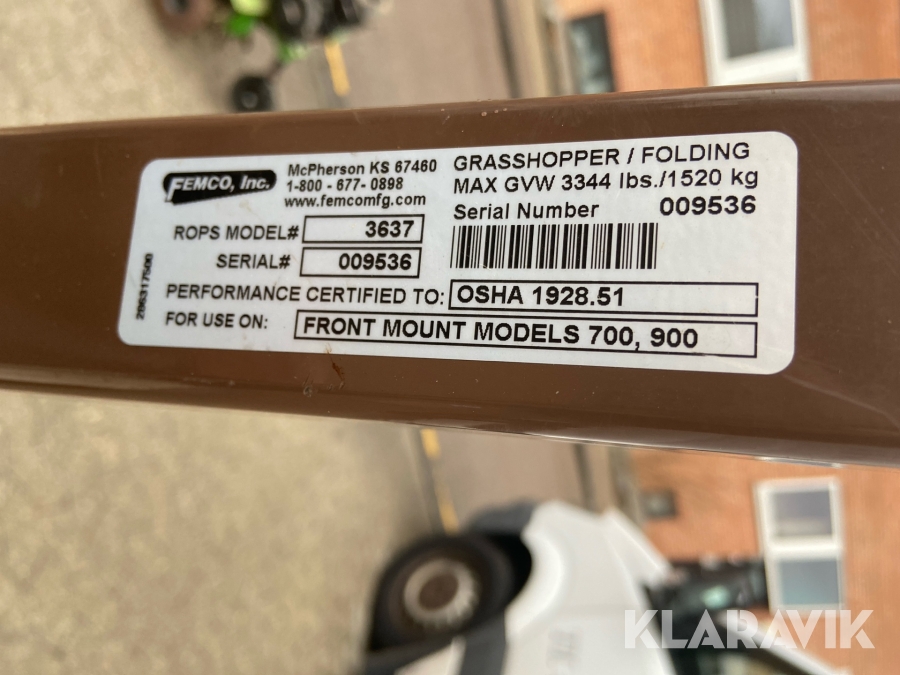 FEMCO, Inc.
McPherson KS 67460
1-800-677-0898
www.femcomfg.com
ROPS MODEL# 3637
SERIAL# 009536
GRASSHOPPER / FOLDING
MAX GVW 3344 lbs./1520 kg
Serial Number 009536
PERFORMANCE CERTIFIED TO: OSHA 1928.51
FOR USE ON: FRONT MOUNT MODELS 700, 900
286317500
KLARAVIK